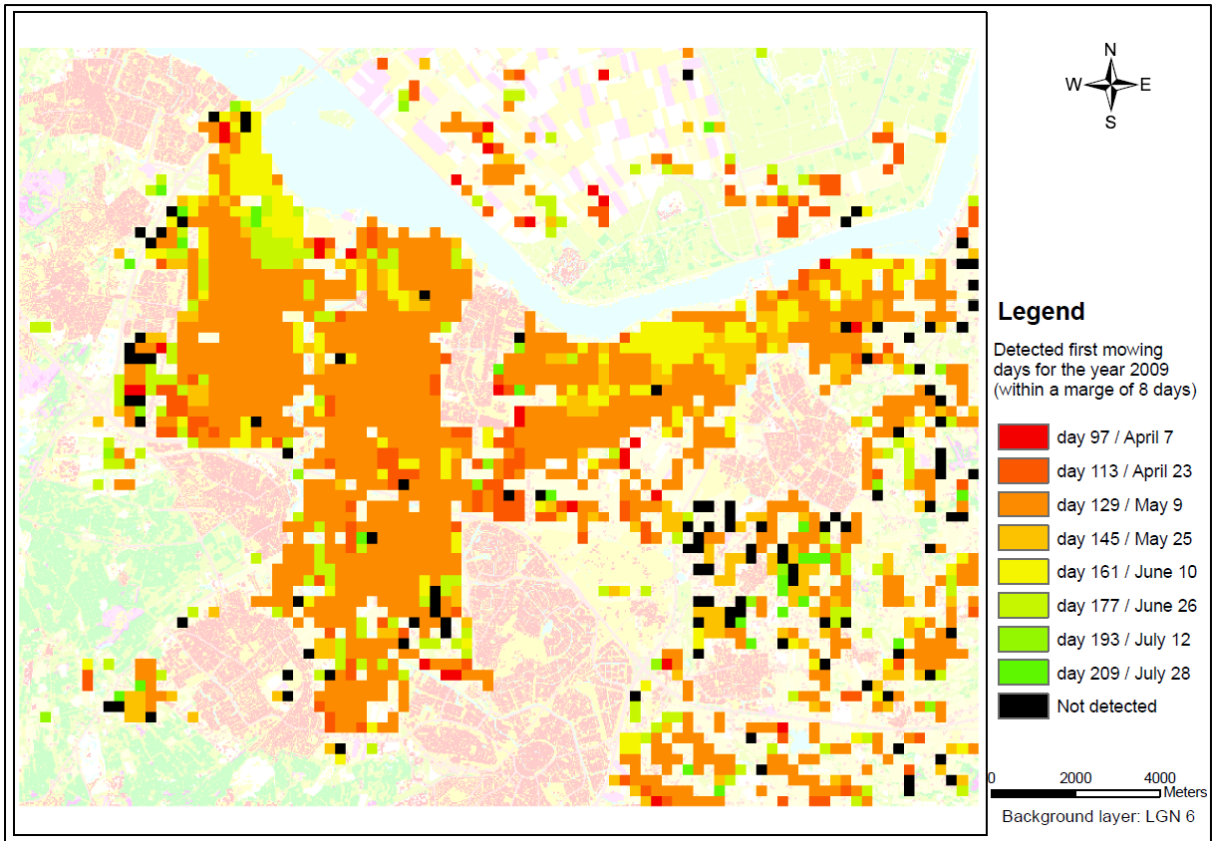 N
W E
S
Legend
Detected first mowing
days for the year 2009
(within a marge of 8 days)
day 97 / April 7
day 113 / April 23
day 129 / May 9
day 145 / May 25
day 161 / June 10
day 177 / June 26
day 193 / July 12
day 209 / July 28
Not detected
0 2000 4000
Meters
Background layer: LGN 6